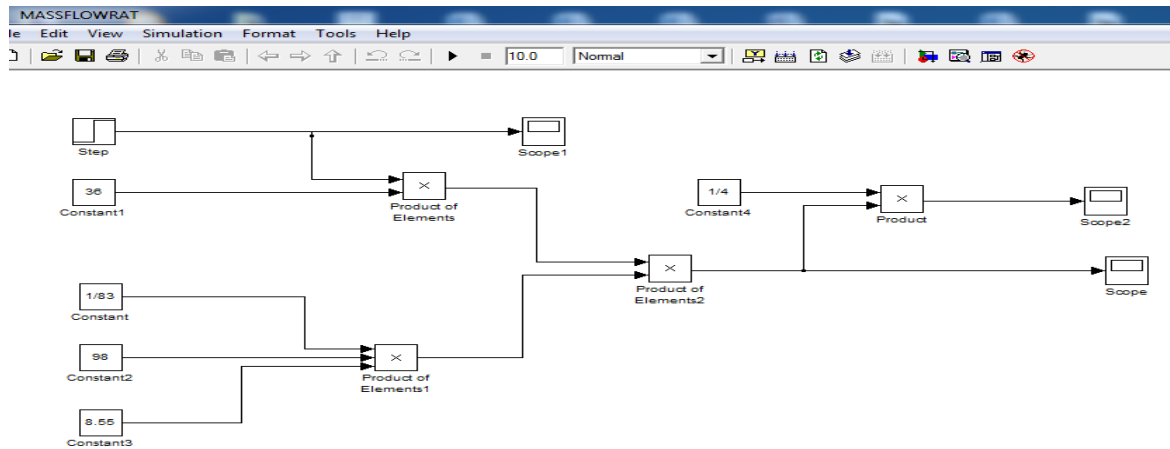 MASSFLOWRAT
le Edit View Simulation Format Tools Help
10.0 Normal
Step
Scope1
36
Constant1
Product of
Elements
1/4
Constant4
Product
Scope2
Product of
Elements2
Scope
1/83
Constant
98
Constant2
Product of
Elements1
8.55
Constant3